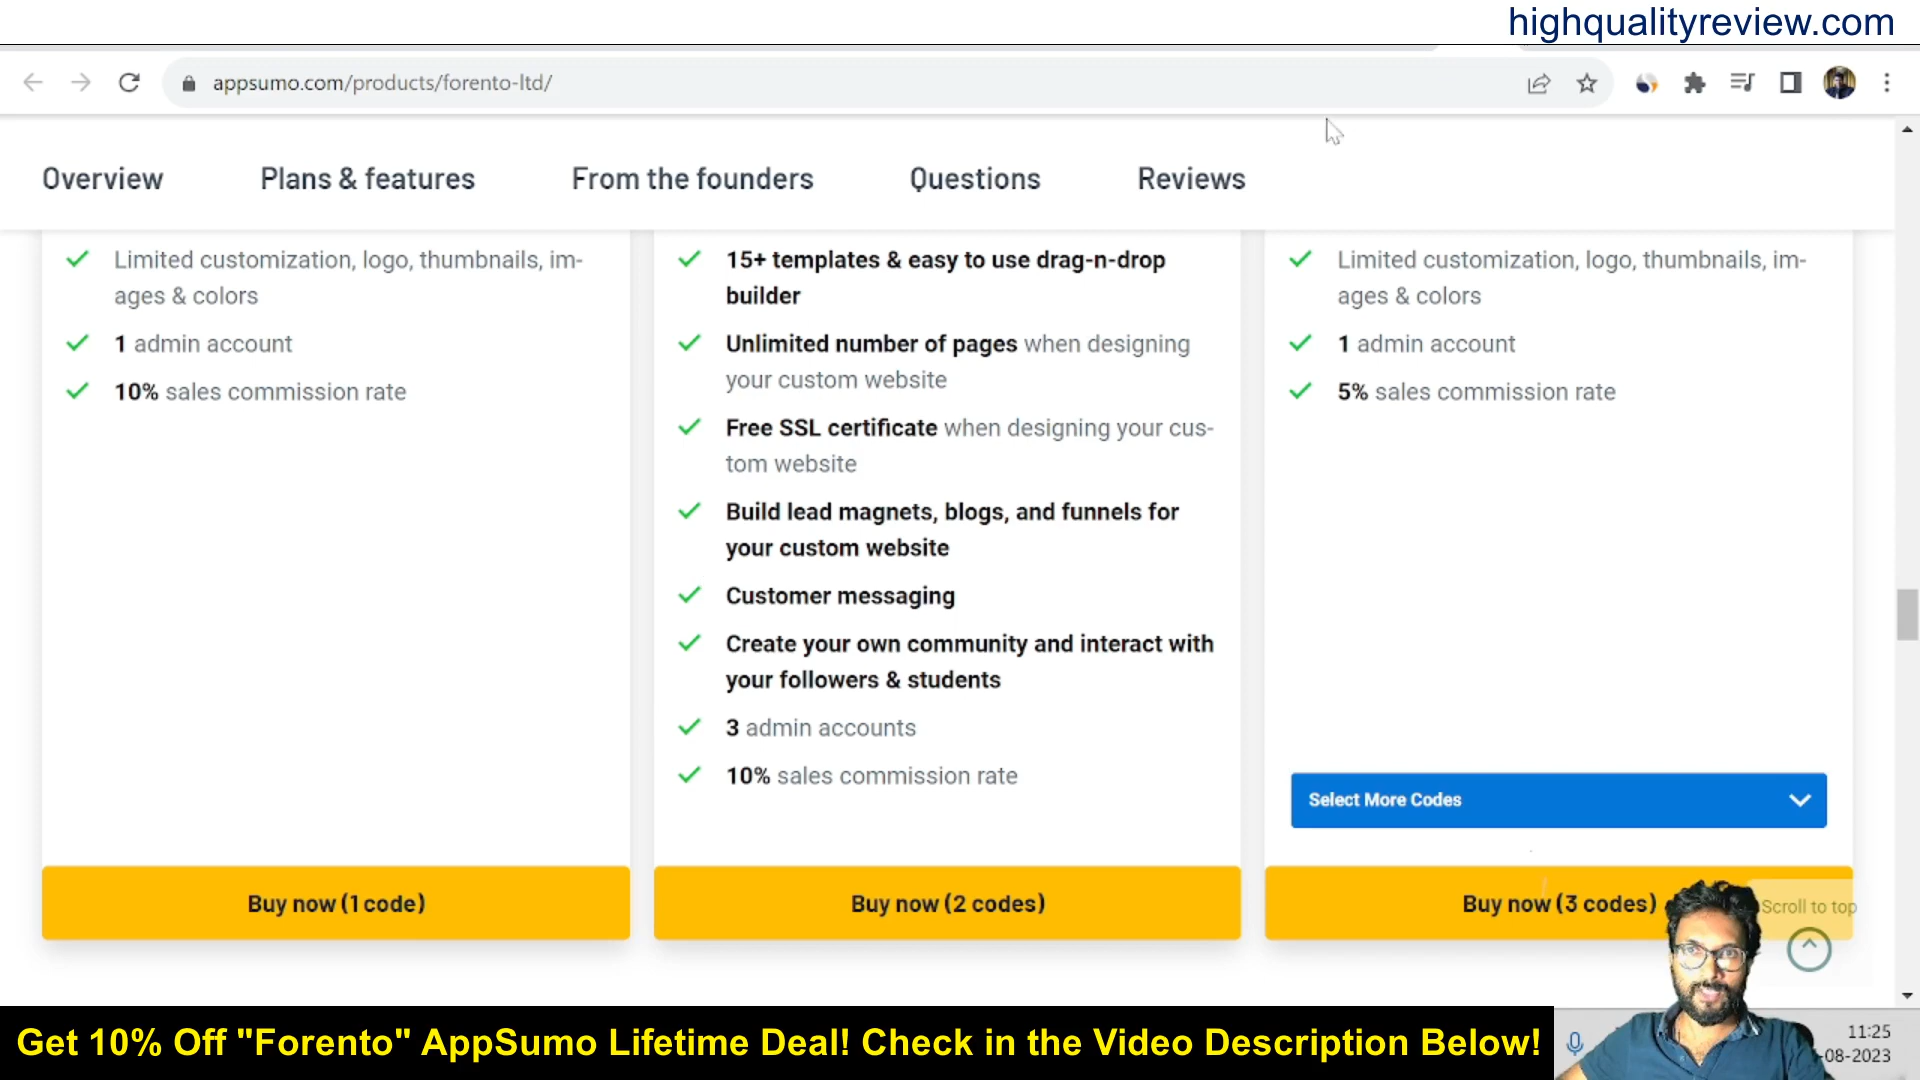 highqualityreview.com
appsumo.com/products/forento-ltd/
Overview
Plans & features
From the founders
Questions
Reviews
Limited customization, logo, thumbnails, im-
ages & colors
1 admin account
10% sales commission rate
15+ templates & easy to use drag-n-drop
builder
Unlimited number of pages when designing
your custom website
Free SSL certificate when designing your cus-
tom website
Build lead magnets, blogs, and funnels for
your custom website
Customer messaging
Create your own community and interact with
your followers & students
3 admin accounts
10% sales commission rate
Limited customization, logo, thumbnails, im-
ages & colors
1 admin account
5% sales commission rate
Select More Codes
Buy now (1 code)
Buy now (2 codes)
Buy now (3 codes)
Scroll to top
Get 10% Off "Forento" AppSumo Lifetime Deal! Check in the Video Description Below!
11:25
-08-2023